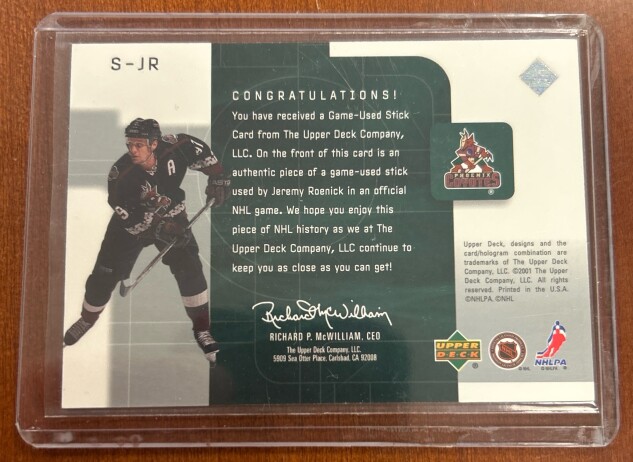 S-JR
CONGRATULATIONS!
You have received a Game-Used Stick
Card from The Upper Deck Company,
LLC. On the front of this card is an
authentic piece of a game-used stick
used by Jeremy Roenick in an official
NHL game. We hope you enjoy this
piece of NHL history as we at The
Upper Deck Company, LLC continue to
keep you as close as you can get!
Richard McWilliam
RICHARD P. McWILLIAM, CEO
The Upper Deck Company, LLC.
5909 Sea Otter Place, Carlsbad, CA 92008
A
PHOENIX
COYOTES
®
Upper Deck, designs and the
card/hologram combination are
trademarks of The Upper Deck
Company, LLC. ©2001 The Upper
Deck Company, LLC. All rights
reserved. Printed in the U.S.A.
©NHLPA, ©NHL
UPPER
DECK
NHLPA